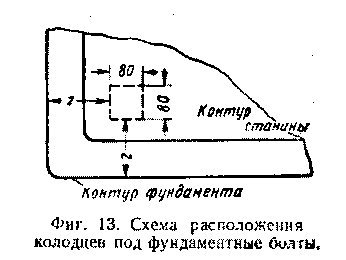 80
80
г
г
Контур
станины
Контур фундамента
Фиг. 13. Схема расположения
колодцев под фундаментные болты.